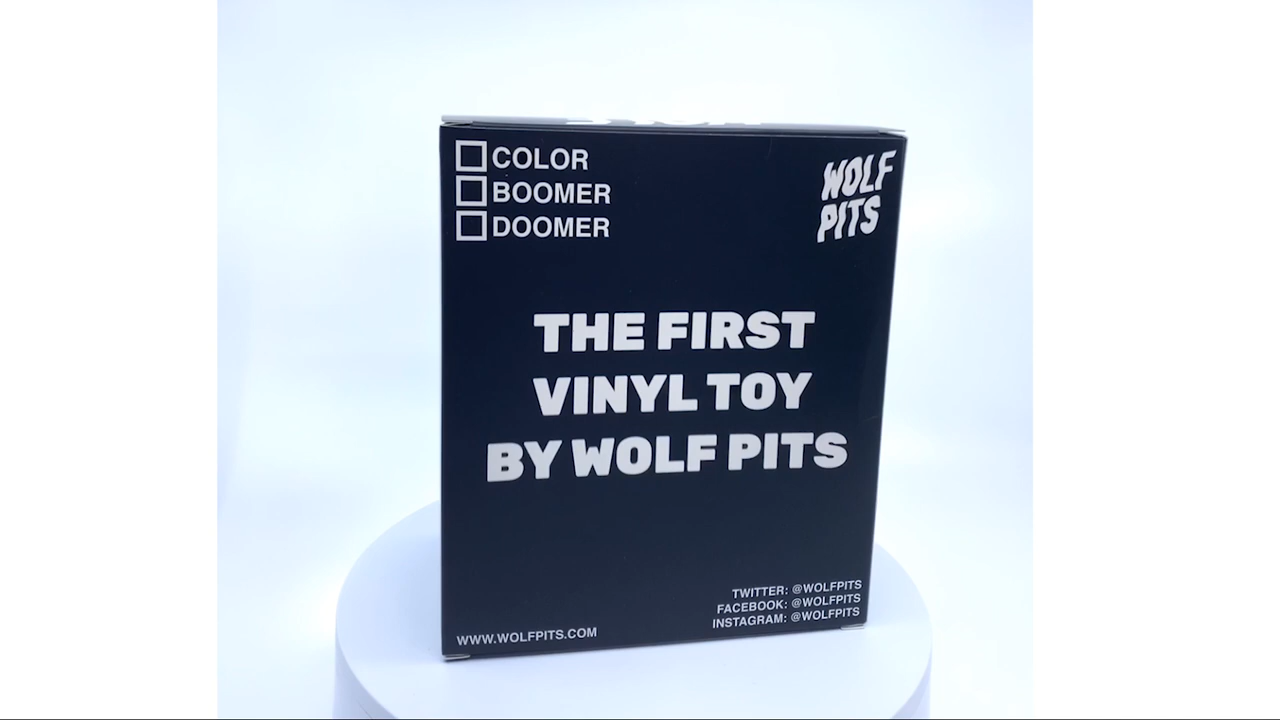 COLOR
BOOMER
DOOMER
WOLF
PITS
THE FIRST
VINYL TOY
BY WOLF PITS
TWITTER: @WOLFPITS
FACEBOOK: @WOLFPITS
INSTAGRAM: @WOLFPITS
WWW.WOLFPITS.COM